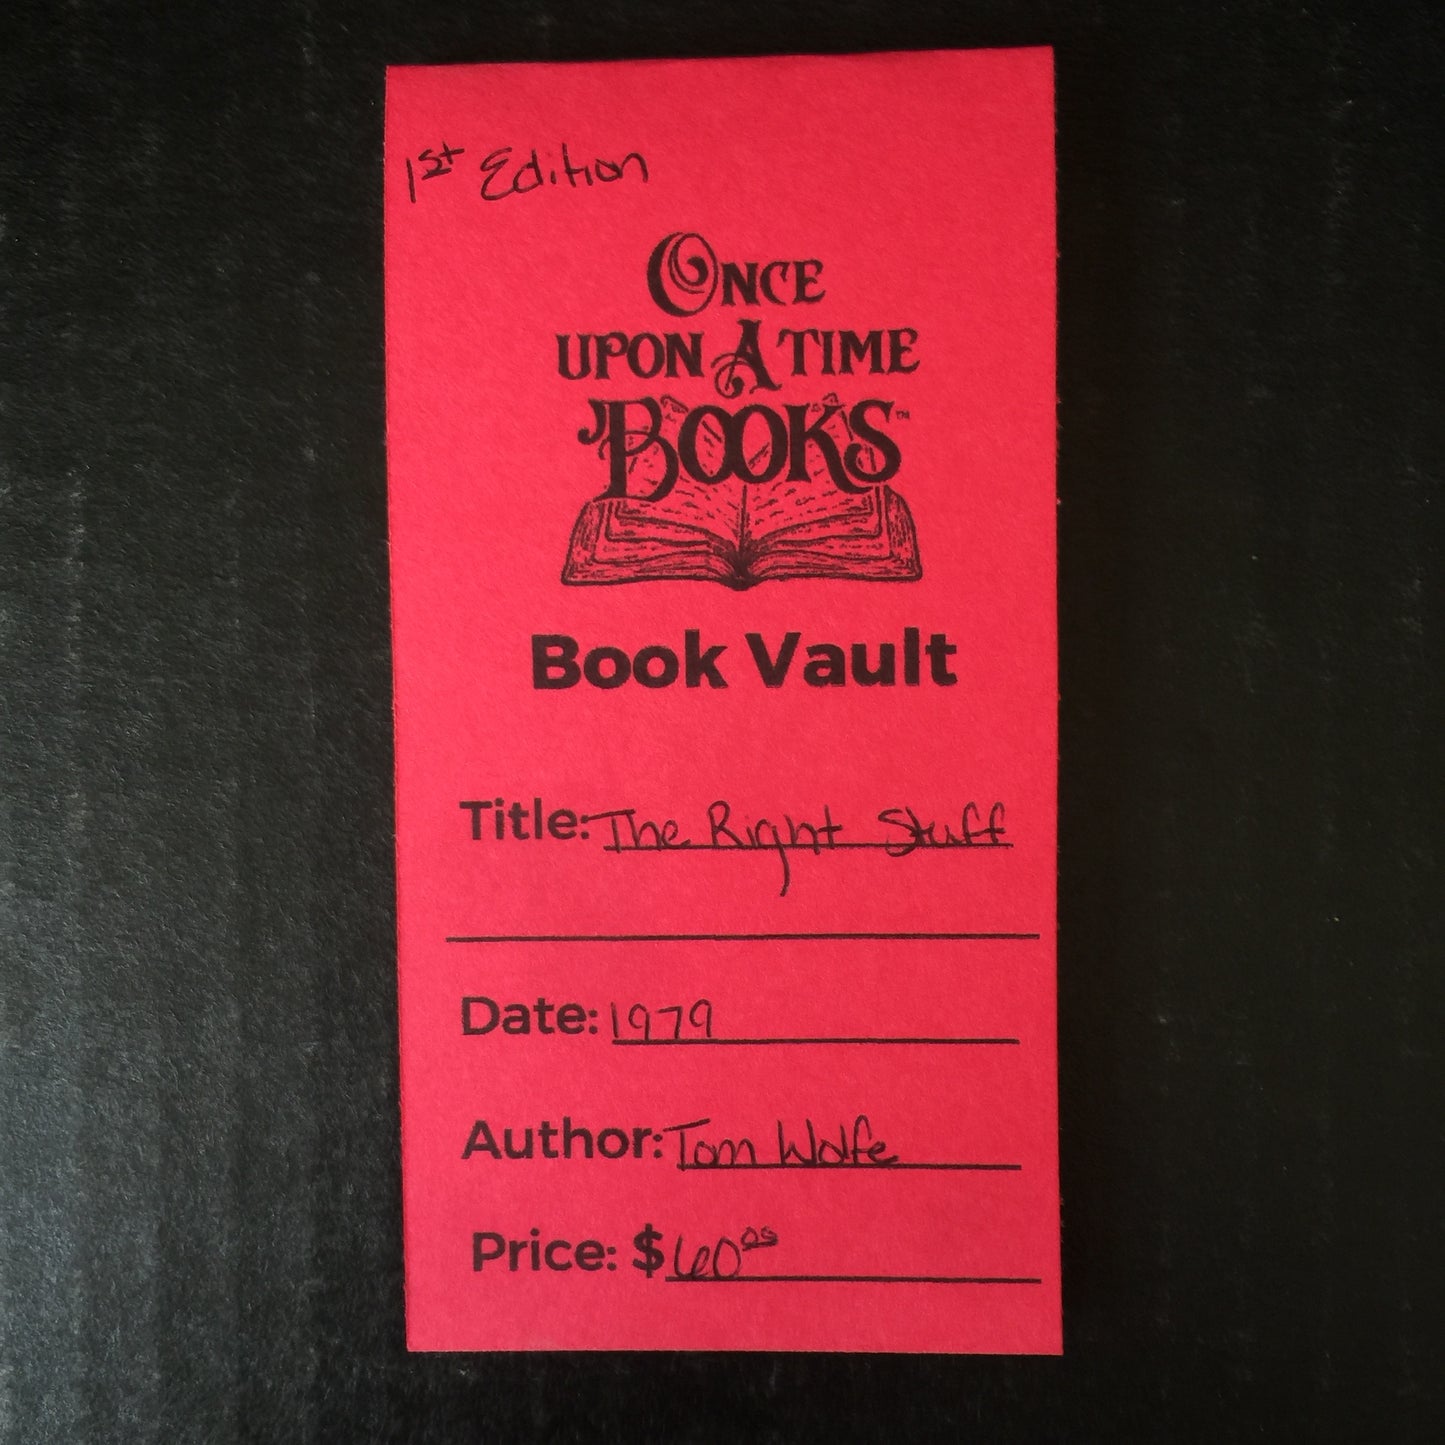 1st Edition
ONCE
UPON A TIME
BOOKS™
Book Vault
Title: The Right Stuff
Date: 1979
Author: Tom Wolfe
Price: $60.00